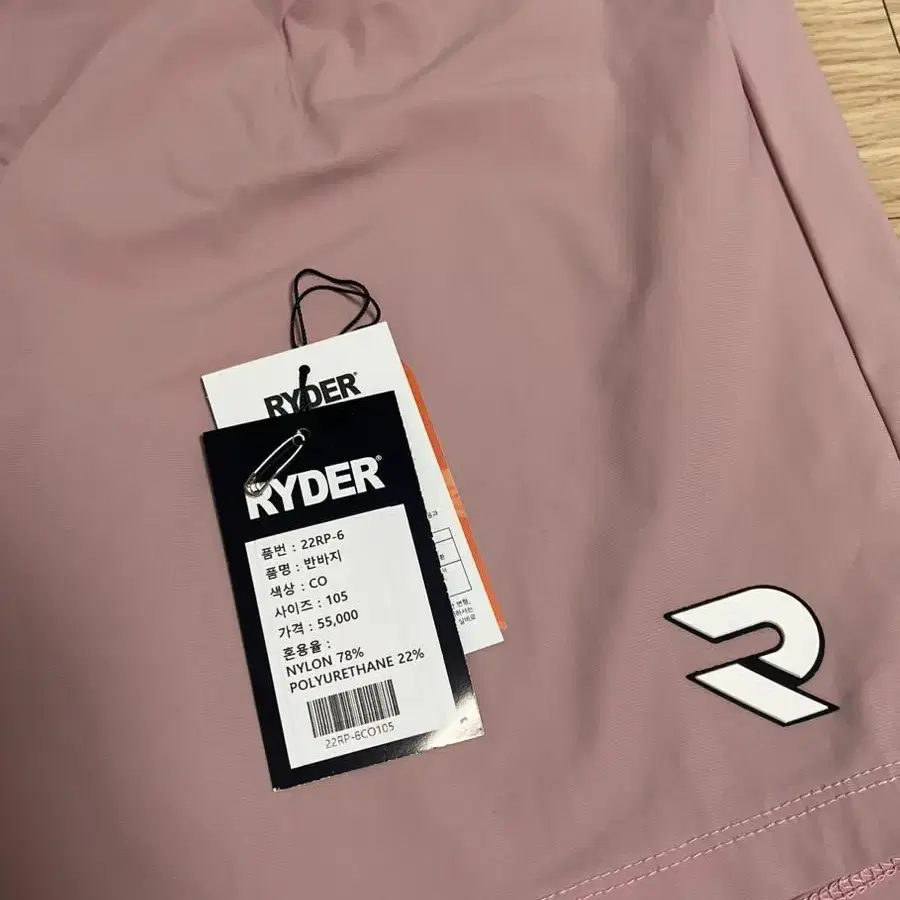 RYDER
RYDER
품번 : 22RP-6
품명 : 반바지
색상 : CO
사이즈 : 105
가격 : 55,000
혼용율 :
NYLON 78%
POLYURETHANE 22%
22RP-6CO105